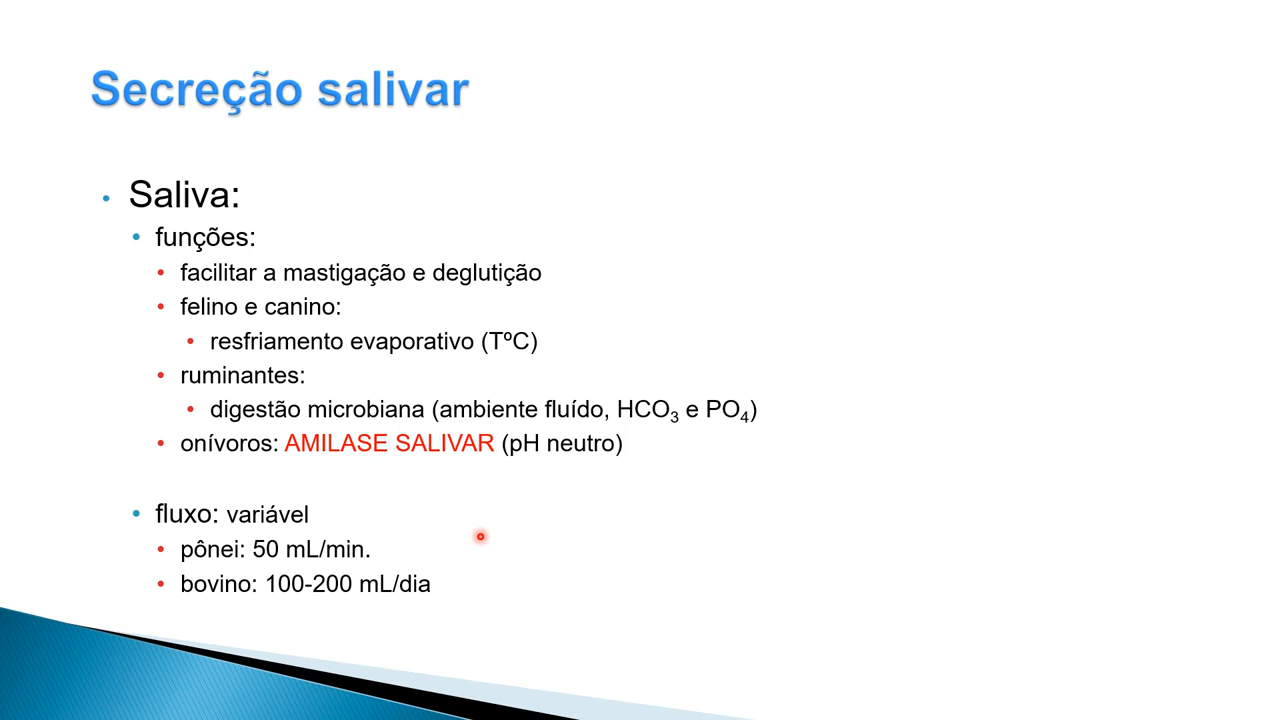 Secreção salivar
• Saliva:
• funções:
• facilitar a mastigação e deglutição
• felino e canino:
• resfriamento evaporativo (TºC)
• ruminantes:
• digestão microbiana (ambiente fluído, HCO₃ e PO₄)
• onívoros: AMILASE SALIVAR (pH neutro)
• fluxo: variável
• pônei: 50 mL/min.
• bovino: 100-200 mL/dia